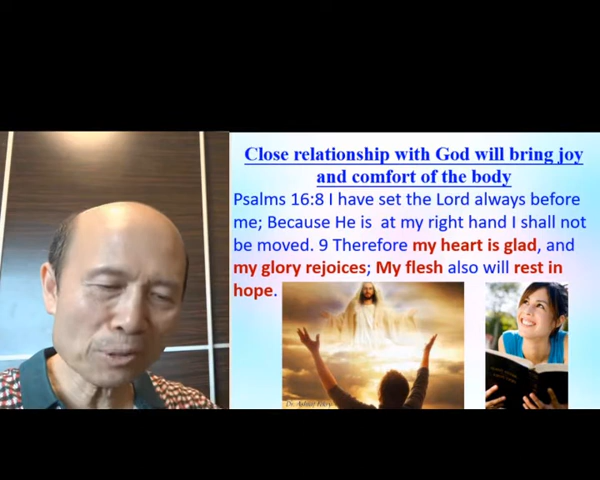 Close relationship with God will bring joy
and comfort of the body
Psalms 16:8 I have set the Lord always before
me; Because He is at my right hand I shall not
be moved. 9 Therefore my heart is glad, and
my glory rejoices; My flesh also will rest in
hope.